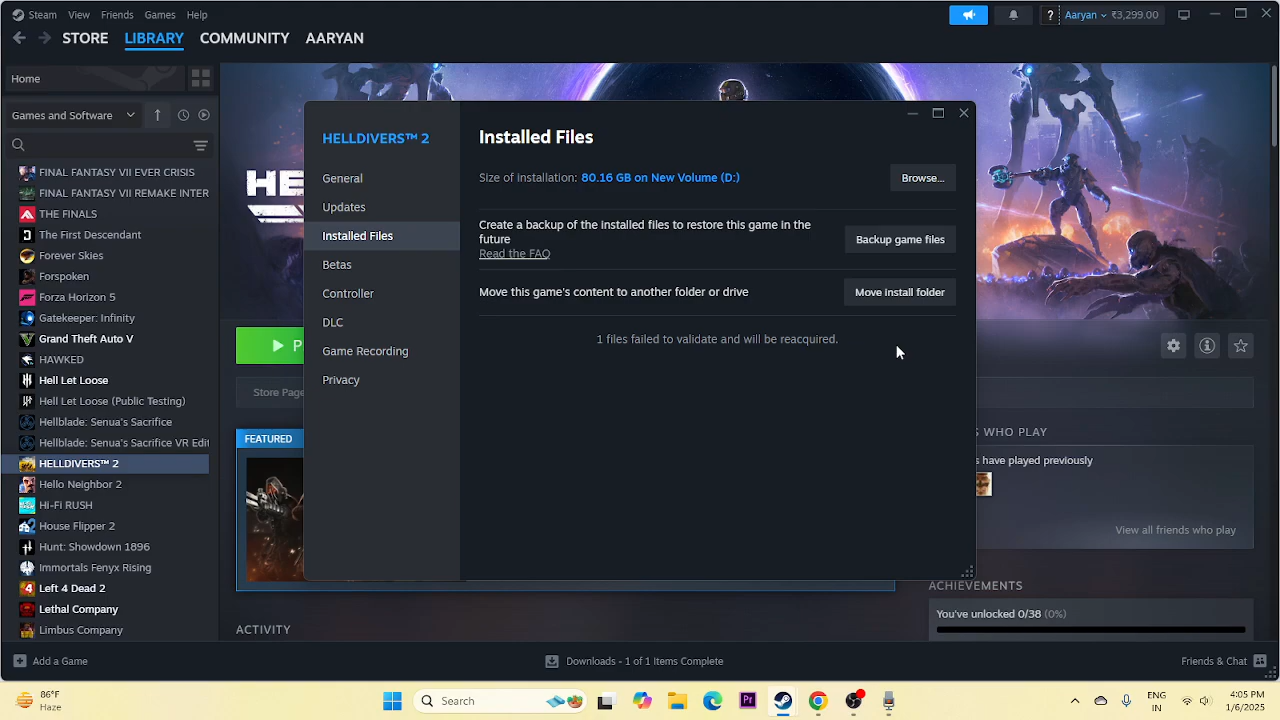 Steam View Friends Games Help
? Aaryan ₹3,299.00
STORE LIBRARY COMMUNITY AARYAN
Home
Games and Software
FINAL FANTASY VII EVER CRISIS
FINAL FANTASY VII REMAKE INTER
THE FINALS
The First Descendant
Forever Skies
Forspoken
Forza Horizon 5
Gatekeeper: Infinity
Grand Theft Auto V
HAWKED
Hell Let Loose
Hell Let Loose (Public Testing)
Hellblade: Senua's Sacrifice
Hellblade: Senua's Sacrifice VR Edit
HELLDIVERS™ 2
Hello Neighbor 2
HI-FI RUSH
House Flipper 2
Hunt: Showdown 1896
Immortals Fenyx Rising
Left 4 Dead 2
Lethal Company
Limbus Company
HE
P
Store Page
FEATURED
ACTIVITY
HELLDIVERS™ 2
General
Updates
Installed Files
Betas
Controller
DLC
Game Recording
Privacy
Installed Files
Size of installation: 80.16 GB on New Volume (D:)
Browse...
Create a backup of the installed files to restore this game in the
future
Read the FAQ
Backup game files
Move this game's content to another folder or drive
Move install folder
1 files failed to validate and will be reacquired.
S WHO PLAY
s have played previously
View all friends who play
ACHIEVEMENTS
You've unlocked 0/38 (0%)
Add a Game
Downloads - 1 of 1 Items Complete
Friends & Chat
86°F
Haze
Search
Pr
ENG
IN
4:05 PM
1/6/2025